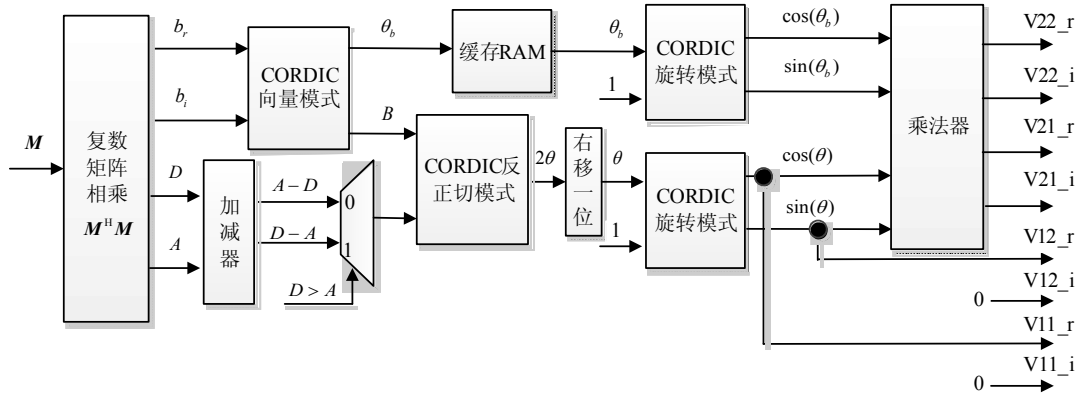 M
复数
矩阵
相乘
MᴴM
b_r
b_i
D
A
CORDIC
向量模式
θ_b
B
加
减
器
A − D
D − A
0
1
D > A
缓存RAM
CORDIC反
正切模式
2θ
右
移
一
位
θ_b
1
θ
1
CORDIC
旋转模式
CORDIC
旋转模式
cos(θ_b)
sin(θ_b)
cos(θ)
sin(θ)
乘法器
V22_r
V22_i
V21_r
V21_i
V12_r
V12_i
0
V11_r
V11_i
0